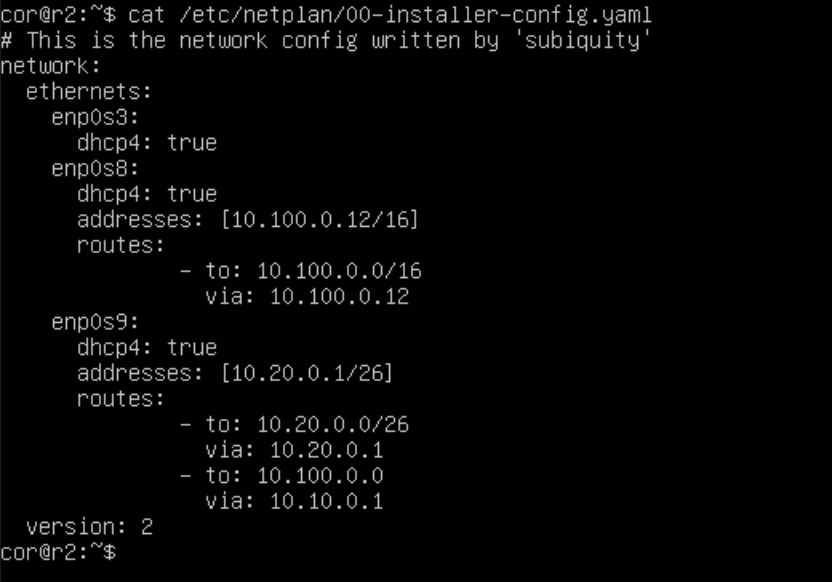 cor@r2:~$ cat /etc/netplan/00-installer-config.yaml
# This is the network config written by 'subiquity'
network:
  ethernets:
    enp0s3:
      dhcp4: true
    enp0s8:
      dhcp4: true
      addresses: [10.100.0.12/16]
      routes:
              - to: 10.100.0.0/16
                via: 10.100.0.12
    enp0s9:
      dhcp4: true
      addresses: [10.20.0.1/26]
      routes:
              - to: 10.20.0.0/26
                via: 10.20.0.1
              - to: 10.100.0.0
                via: 10.10.0.1
  version: 2
cor@r2:~$